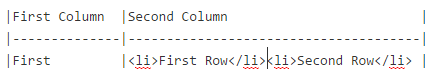 |First Column |Second Column |
|--------------|--------------------------------------|
|First |<li>First Row</li><li>Second Row</li> |